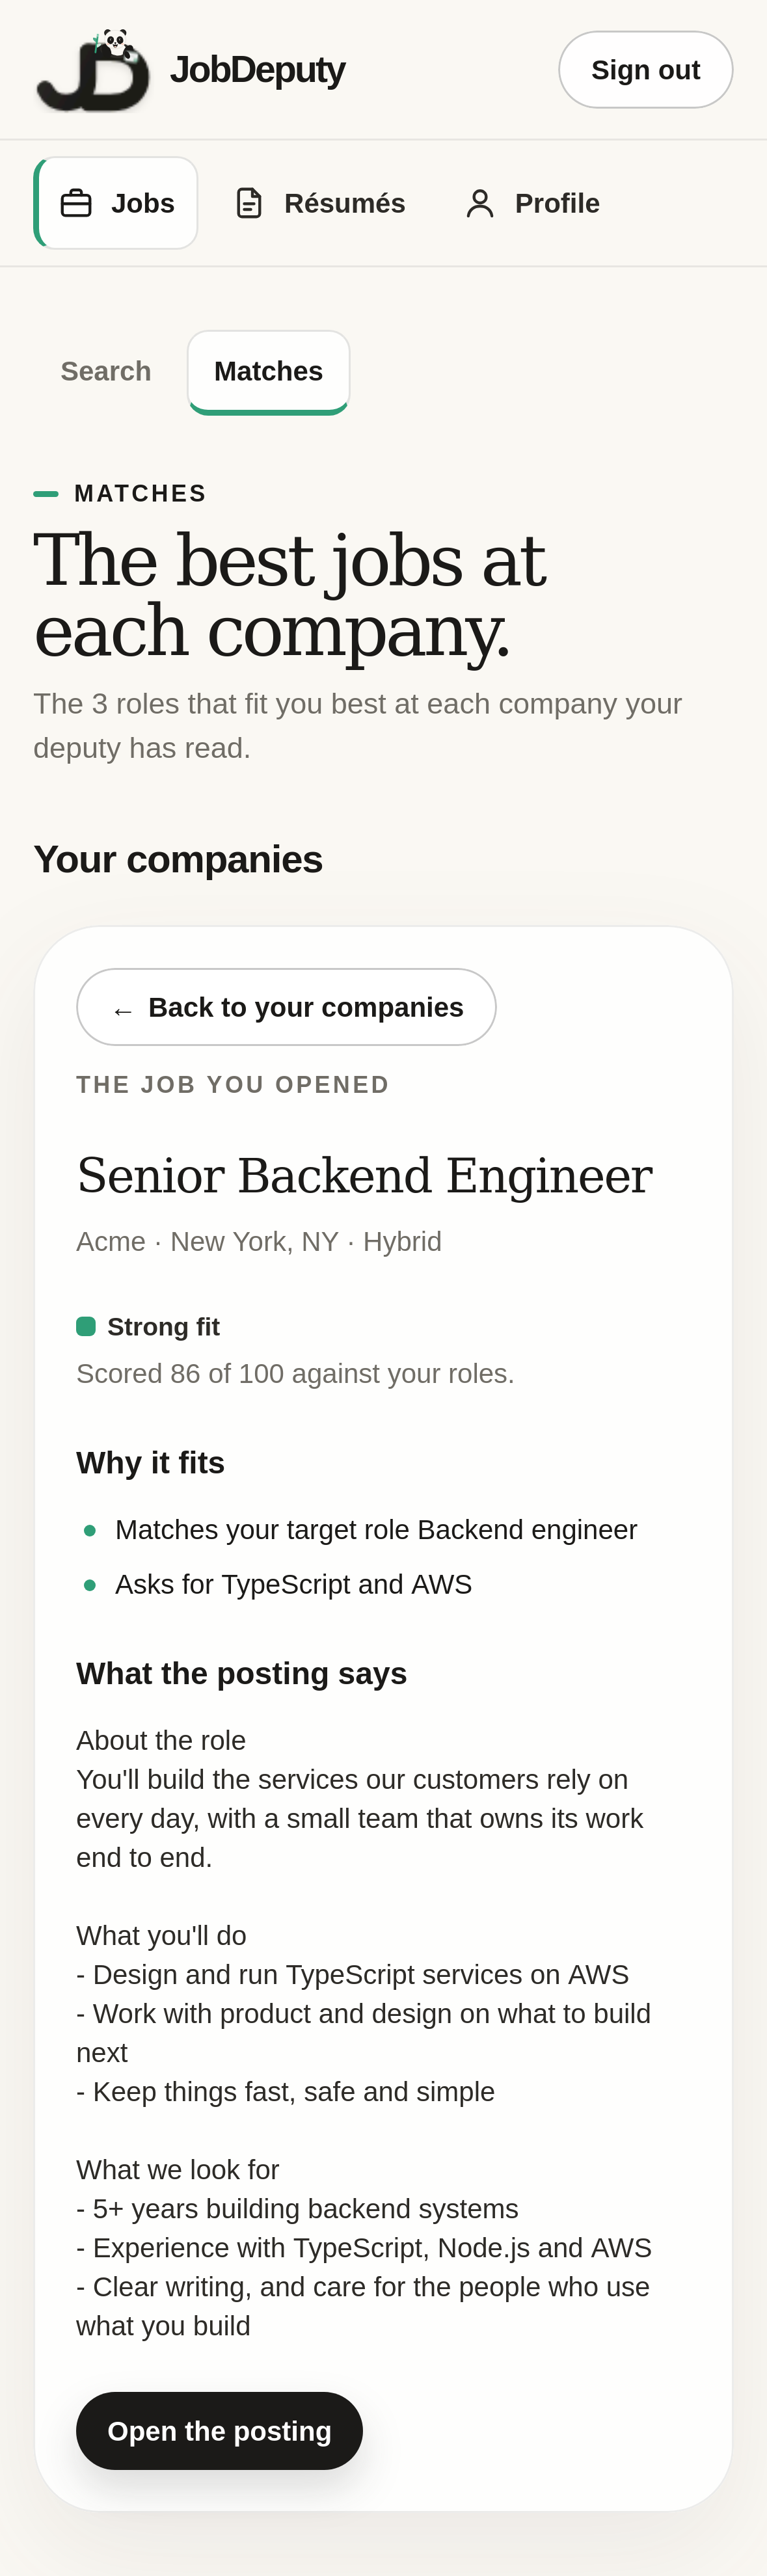 JD
JobDeputy
Sign out
Jobs
Résumés
Profile
Search
Matches
MATCHES
The best jobs at
each company.
The 3 roles that fit you best at each company your
deputy has read.
Your companies
← Back to your companies
THE JOB YOU OPENED
Senior Backend Engineer
Acme · New York, NY · Hybrid
Strong fit
Scored 86 of 100 against your roles.
Why it fits
Matches your target role Backend engineer
Asks for TypeScript and AWS
What the posting says
About the role
You'll build the services our customers rely on
every day, with a small team that owns its work
end to end.
What you'll do
- Design and run TypeScript services on AWS
- Work with product and design on what to build
next
- Keep things fast, safe and simple
What we look for
- 5+ years building backend systems
- Experience with TypeScript, Node.js and AWS
- Clear writing, and care for the people who use
what you build
Open the posting